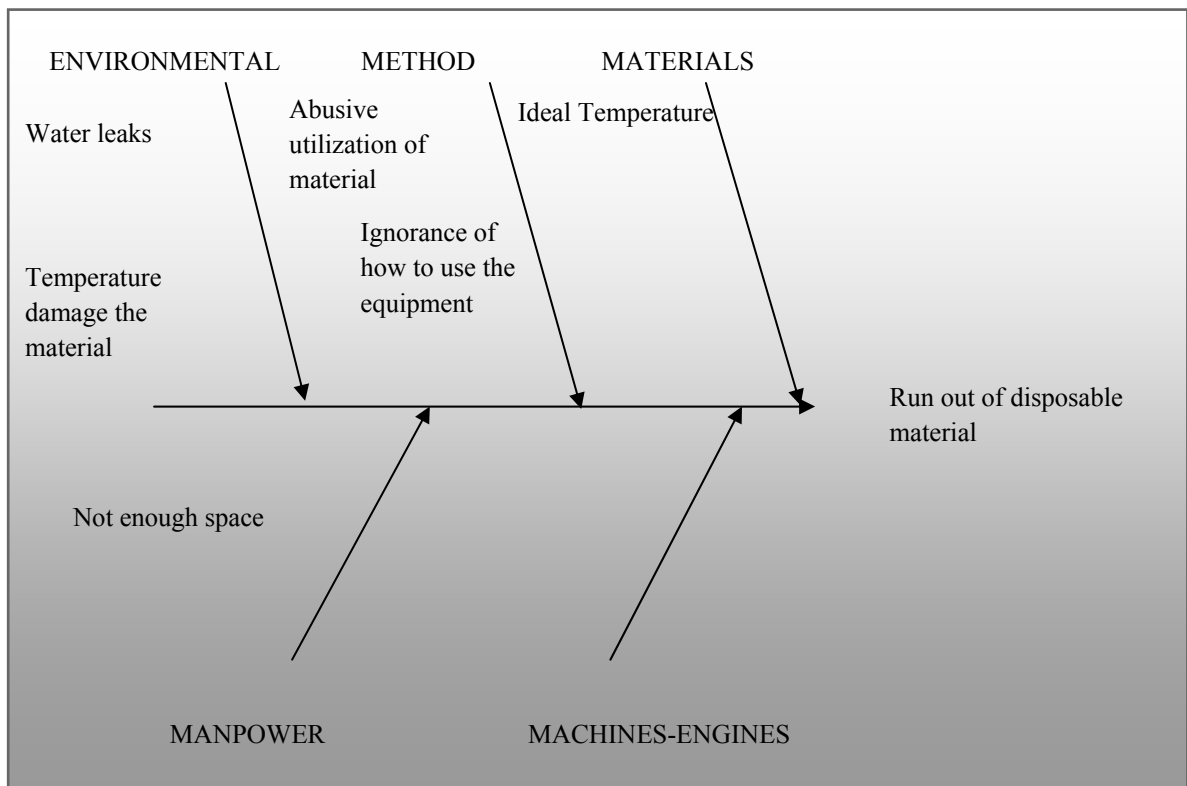 ENVIRONMENTAL
METHOD
MATERIALS
Water leaks
Temperature
damage the
material
Abusive
utilization of
material
Ignorance of
how to use the
equipment
Ideal Temperature
Run out of disposable
material
Not enough space
MANPOWER
MACHINES-ENGINES